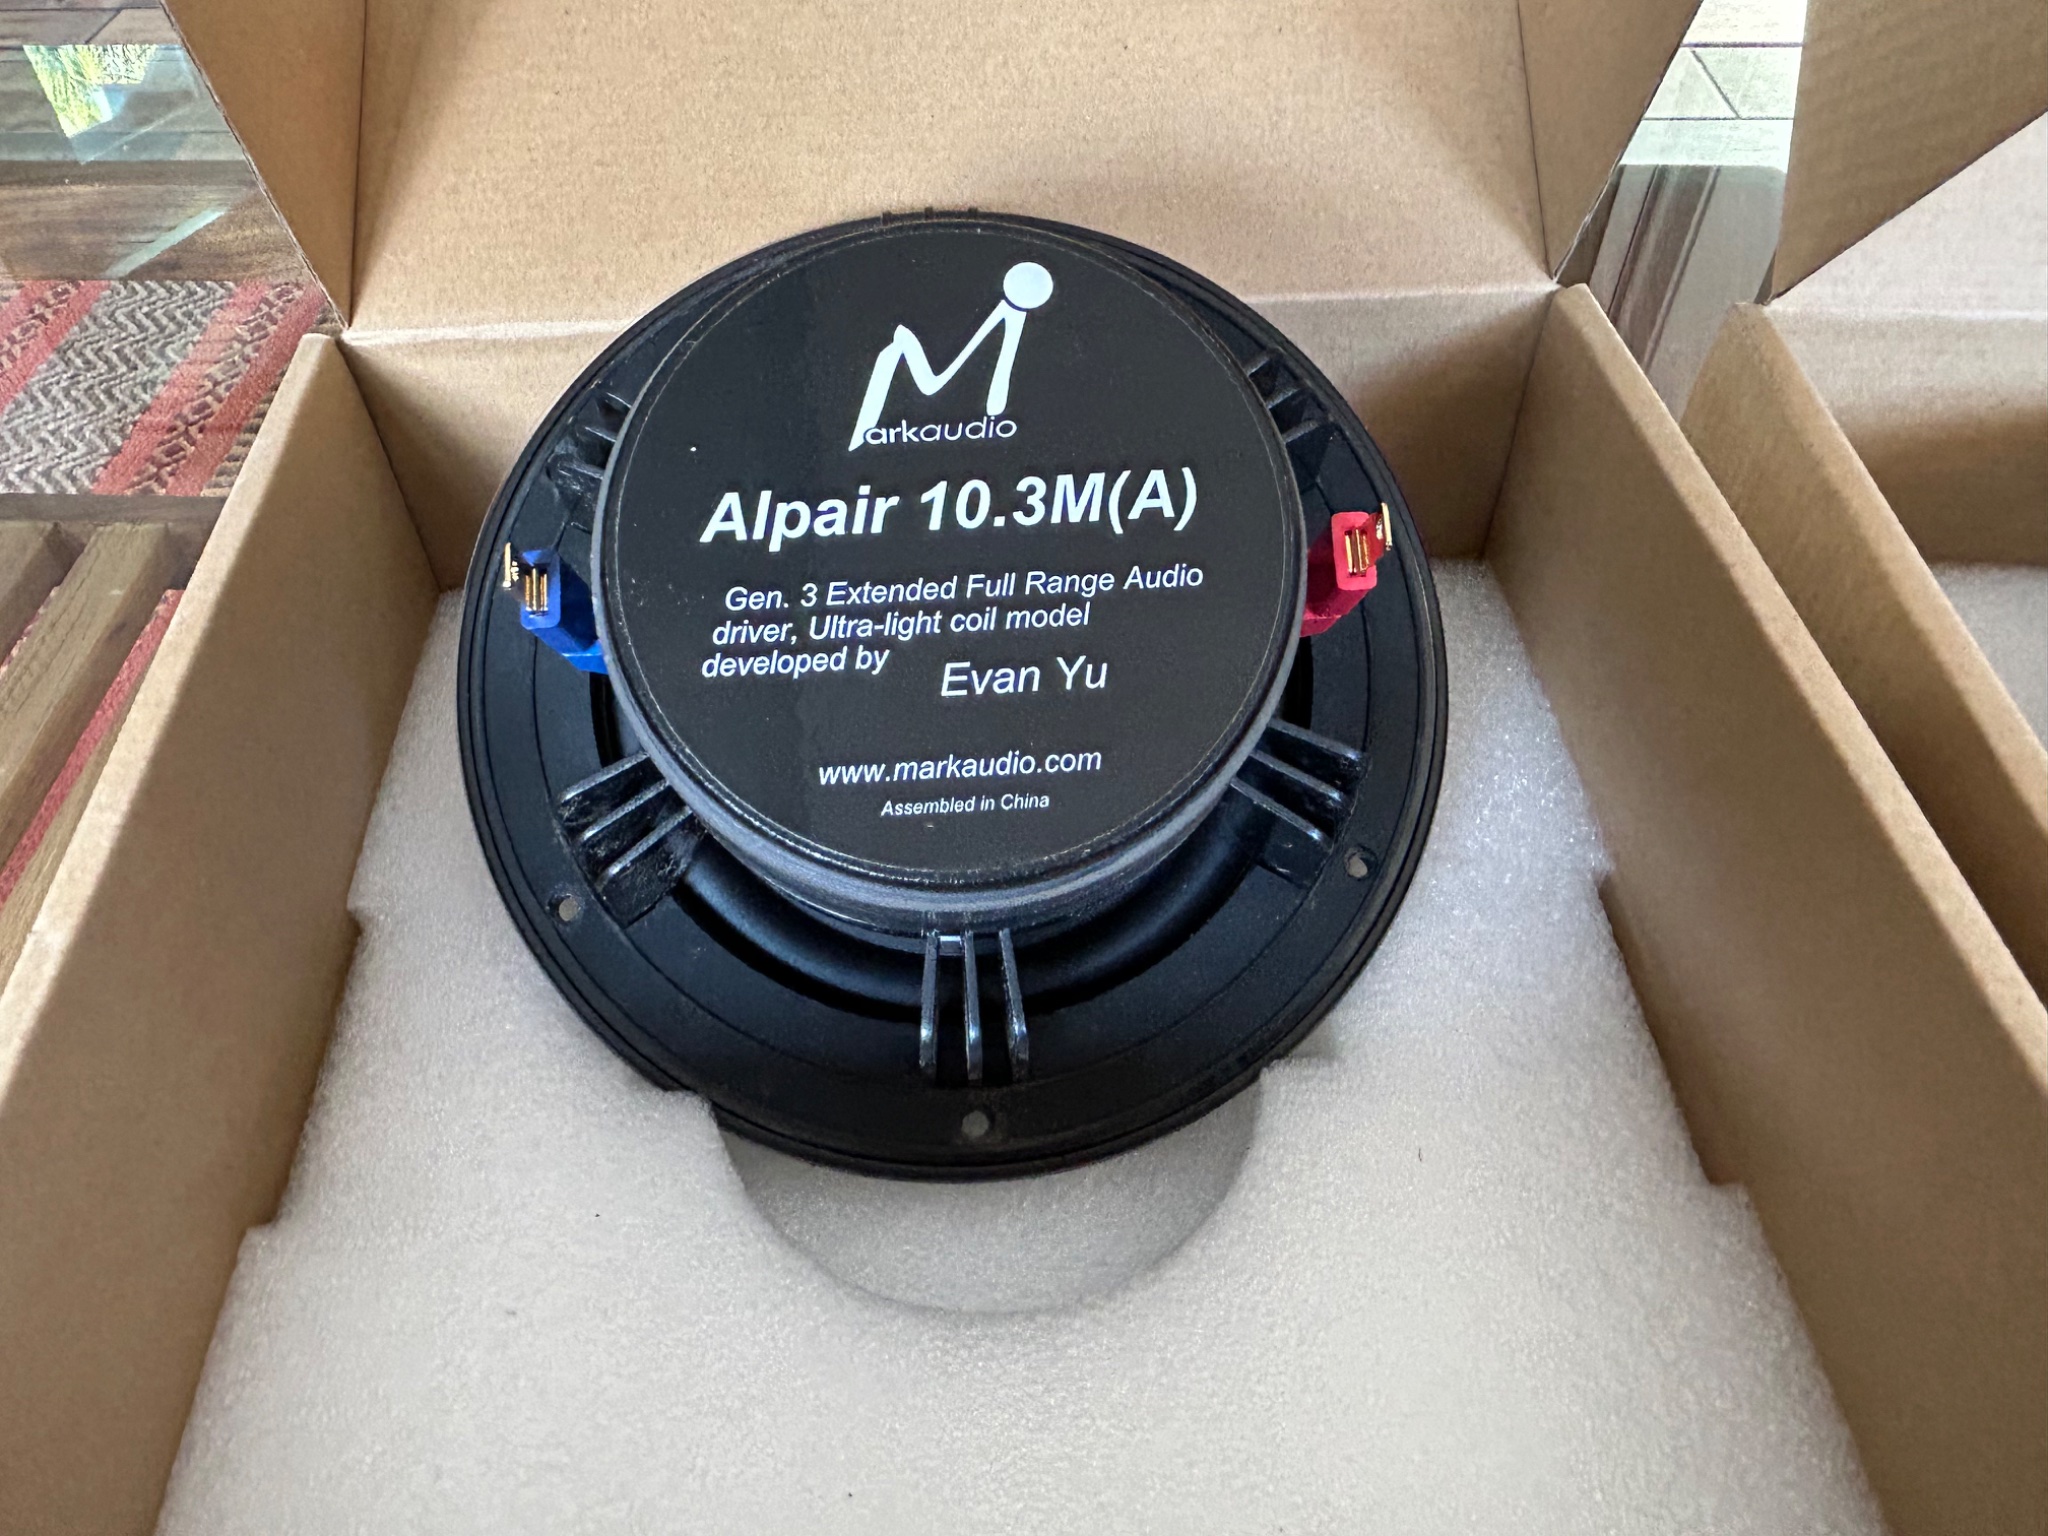 Markaudio
Alpair 10.3M(A)
Gen. 3 Extended Full Range Audio
driver, Ultra-light coil model
developed by Evan Yu
www.markaudio.com
Assembled in China